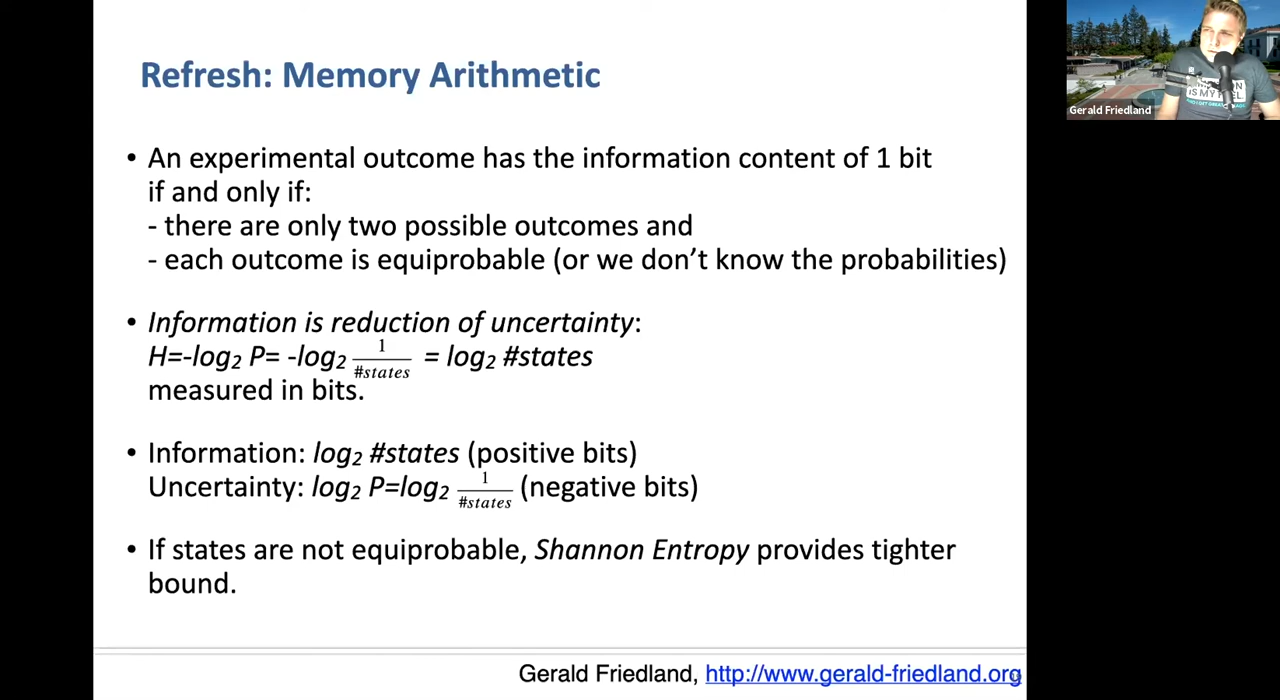 Refresh: Memory Arithmetic
• An experimental outcome has the information content of 1 bit
if and only if:
- there are only two possible outcomes and
- each outcome is equiprobable (or we don’t know the probabilities)
• Information is reduction of uncertainty:
H=-log₂ P= -log₂ 1/#states = log₂ #states
measured in bits.
• Information: log₂ #states (positive bits)
Uncertainty: log₂ P=log₂ 1/#states (negative bits)
• If states are not equiprobable, Shannon Entropy provides tighter
bound.
Gerald Friedland, http://www.gerald-friedland.org
IS MY
Gerald Friedland